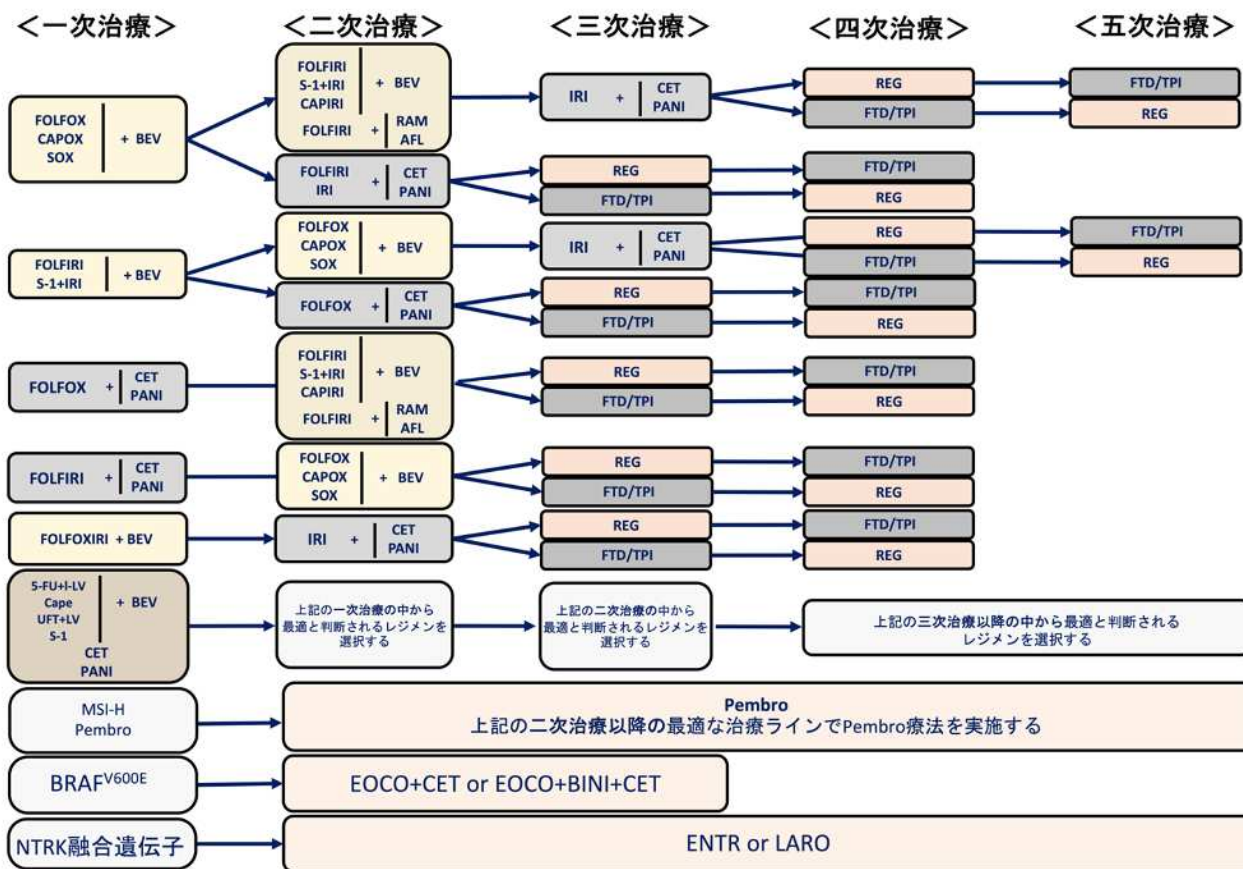 ＜一次治療＞
＜二次治療＞
＜三次治療＞
＜四次治療＞
＜五次治療＞
FOLFOX
CAPOX
SOX
+ BEV
FOLFIRI
S-1+IRI
CAPIRI
+ BEV
FOLFIRI +
RAM
AFL
IRI +
CET
PANI
REG
FTD/TPI
FTD/TPI
REG
FOLFIRI
IRI
+
CET
PANI
REG
FTD/TPI
FTD/TPI
REG
FOLFIRI
S-1+IRI
+ BEV
FOLFOX
CAPOX
SOX
+ BEV
IRI +
CET
PANI
REG
FTD/TPI
FTD/TPI
REG
FOLFOX +
CET
PANI
REG
FTD/TPI
FTD/TPI
REG
FOLFOX +
CET
PANI
FOLFIRI
S-1+IRI
CAPIRI
+ BEV
FOLFIRI +
RAM
AFL
REG
FTD/TPI
FTD/TPI
REG
FOLFIRI +
CET
PANI
FOLFOX
CAPOX
SOX
+ BEV
REG
FTD/TPI
FTD/TPI
REG
FOLFOXIRI + BEV
IRI +
CET
PANI
REG
FTD/TPI
FTD/TPI
REG
5-FU+l-LV
Cape
UFT+LV
S-1
+ BEV
CET
PANI
上記の一次治療の中から
最適と判断されるレジメンを
選択する
上記の二次治療の中から
最適と判断されるレジメンを
選択する
上記の三次治療以降の中から最適と判断される
レジメンを選択する
MSI-H
Pembro
Pembro
上記の二次治療以降の最適な治療ラインでPembro療法を実施する
BRAFV600E
EOCO+CET or EOCO+BINI+CET
NTRK融合遺伝子
ENTR or LARO